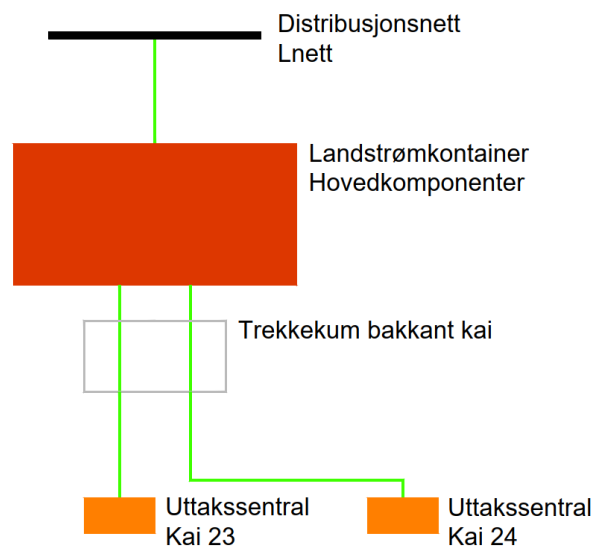 Distribusjonsnett
Lnett
Landstrømkontainer
Hovedkomponenter
Trekkekum bakkant kai
Uttakssentral
Kai 23
Uttakssentral
Kai 24